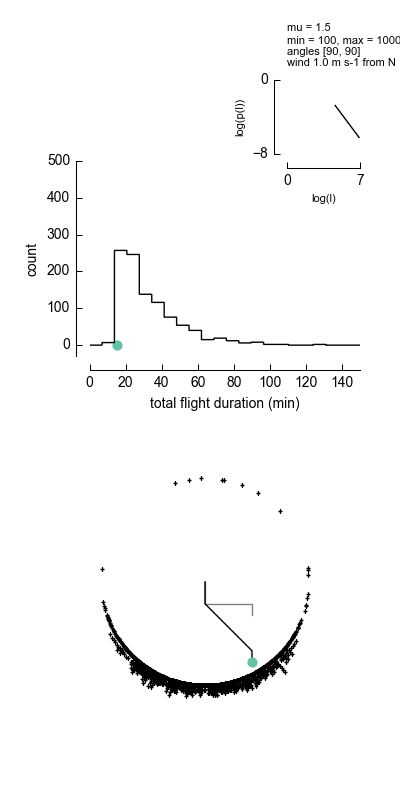 mu = 1.5
min = 100, max = 1000
angles [90, 90]
wind 1.0 m s-1 from N
0
log(p(l))
−8
0
7
log(l)
500
400
300
count
200
100
0
0 20 40 60 80 100 120 140
total flight duration (min)